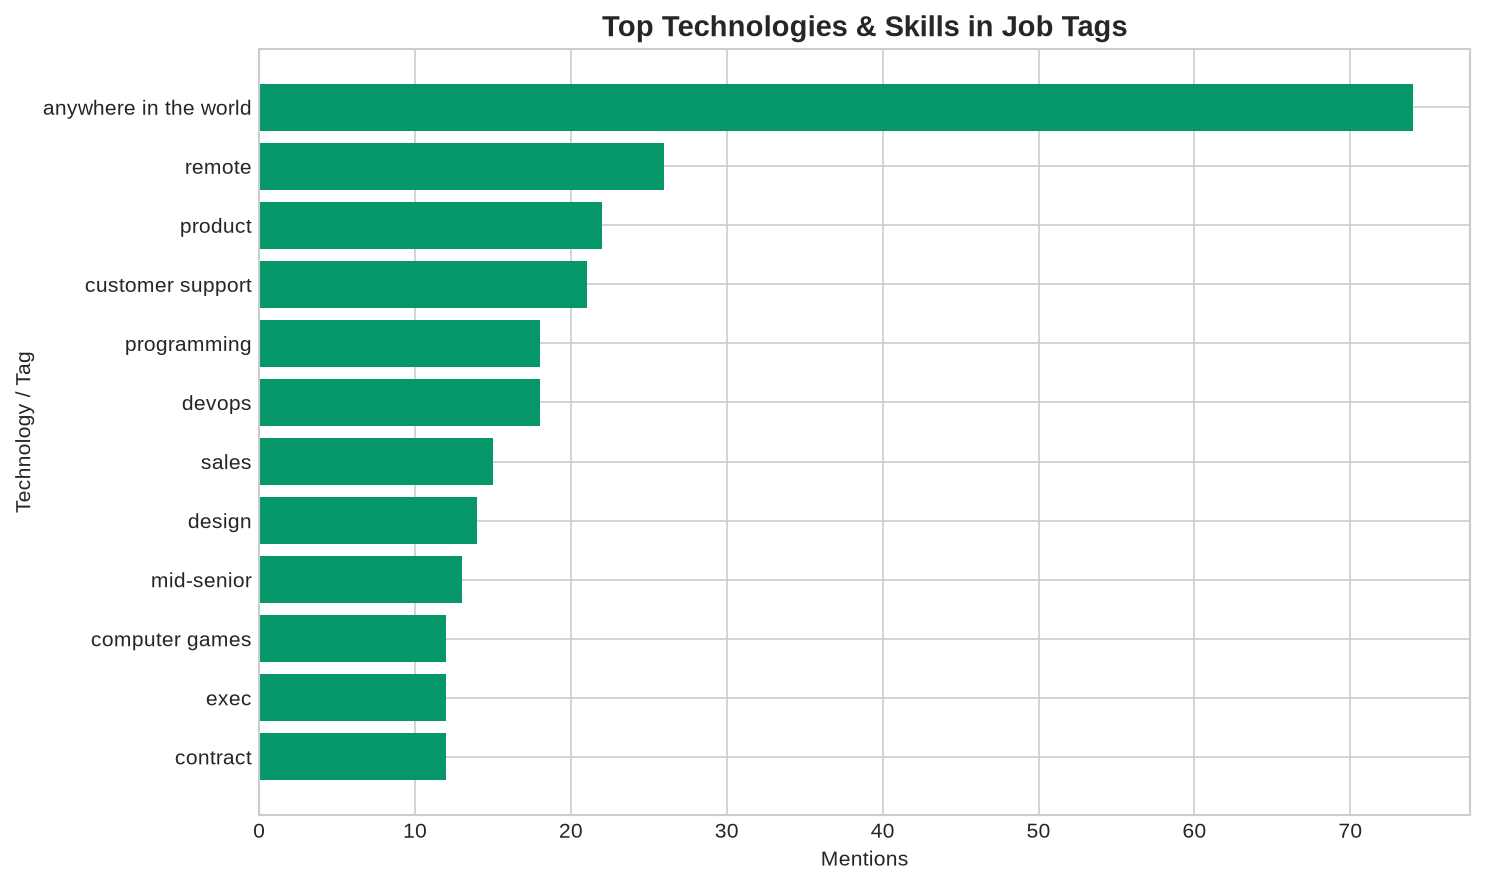 Top Technologies & Skills in Job Tags
anywhere in the world
remote
product
customer support
programming
devops
sales
design
mid-senior
computer games
exec
contract
Technology / Tag
0 10 20 30 40 50 60 70
Mentions